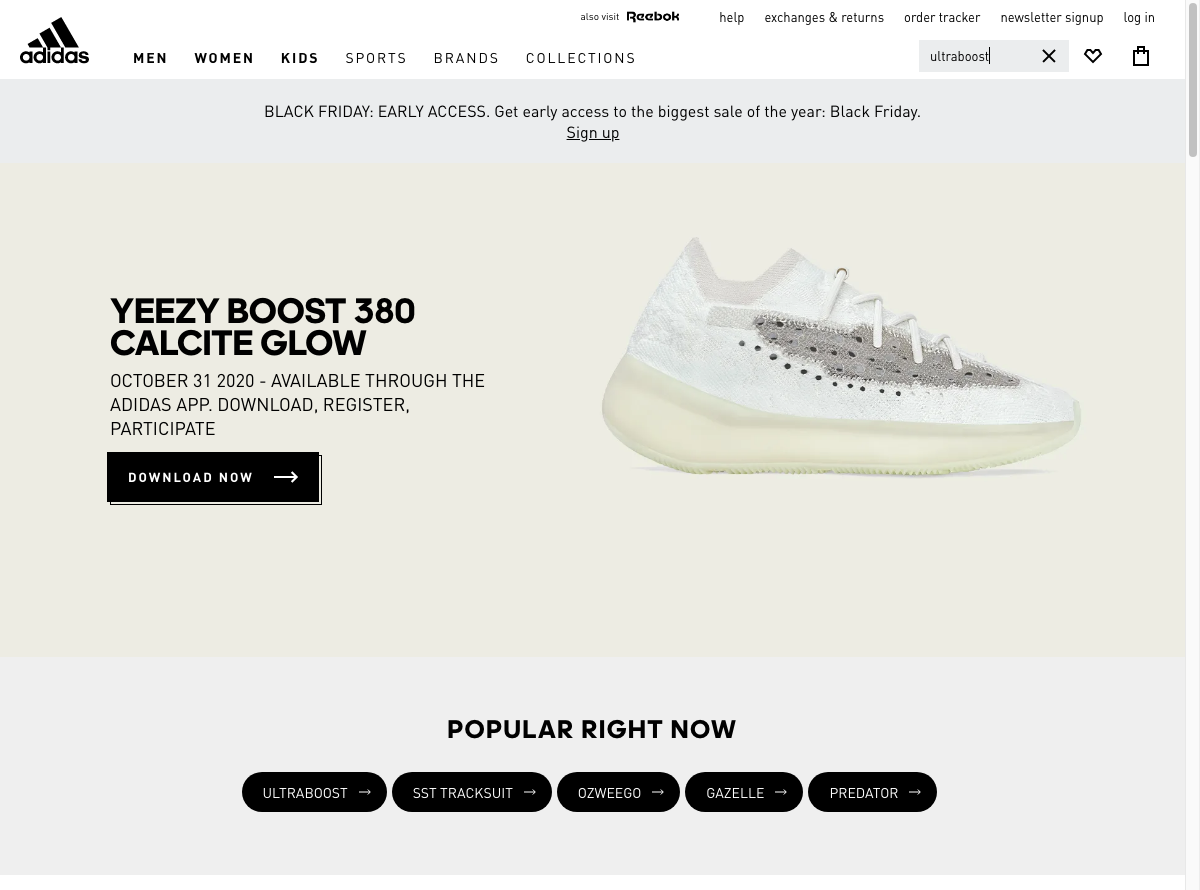 also visit Reebok
help
exchanges & returns
order tracker
newsletter signup
log in
adidas
MEN
WOMEN
KIDS
SPORTS
BRANDS
COLLECTIONS
ultraboost
BLACK FRIDAY: EARLY ACCESS. Get early access to the biggest sale of the year: Black Friday.
Sign up
YEEZY BOOST 380
CALCITE GLOW
OCTOBER 31 2020 - AVAILABLE THROUGH THE
ADIDAS APP. DOWNLOAD, REGISTER,
PARTICIPATE
DOWNLOAD NOW
POPULAR RIGHT NOW
ULTRABOOST
SST TRACKSUIT
OZWEEGO
GAZELLE
PREDATOR